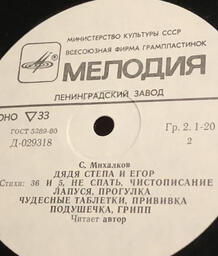 МИНИСТЕРСТВО КУЛЬТУРЫ СССР
ВСЕСОЮЗНАЯ ФИРМА ГРАМПЛАСТИНОК
МЕЛОДИЯ
ЛЕНИНГРАДСКИЙ ЗАВОД
ОНО 33
ГОСТ 5289-80 Гр. 2. 1-20
Д-029318 2
С. Михалков
ДЯДЯ СТЕПА И ЕГОР
Стихи: 36 И 5, НЕ СПАТЬ, ЧИСТОПИСАНИЕ
ЛАПУСЯ, ПРОГУЛКА
ЧУДЕСНЫЕ ТАБЛЕТКИ, ПРИВИВКА
ПОДУШЕЧКА, ГРИПП
Читает автор